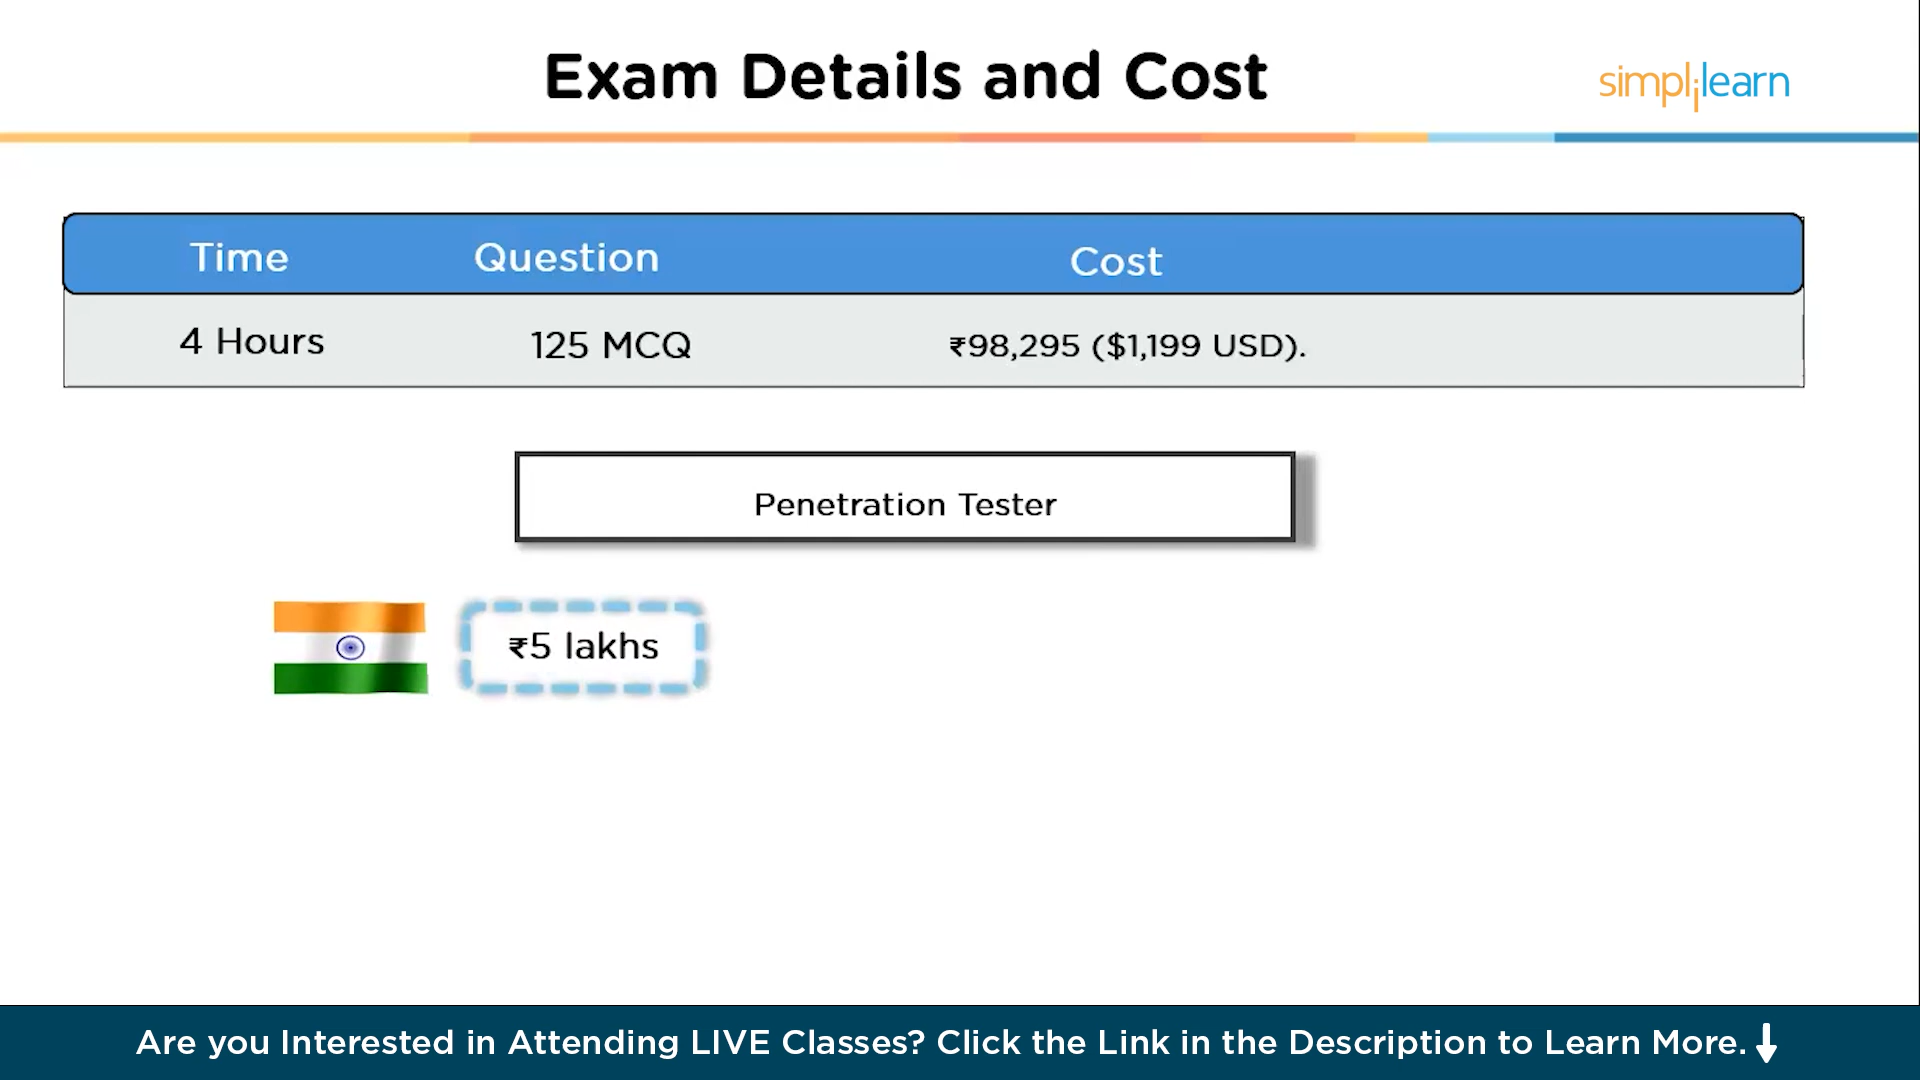 Exam Details and Cost
simplilearn
Time Question Cost
4 Hours 125 MCQ ₹98,295 ($1,199 USD).
Penetration Tester
₹5 lakhs
Are you Interested in Attending LIVE Classes? Click the Link in the Description to Learn More.